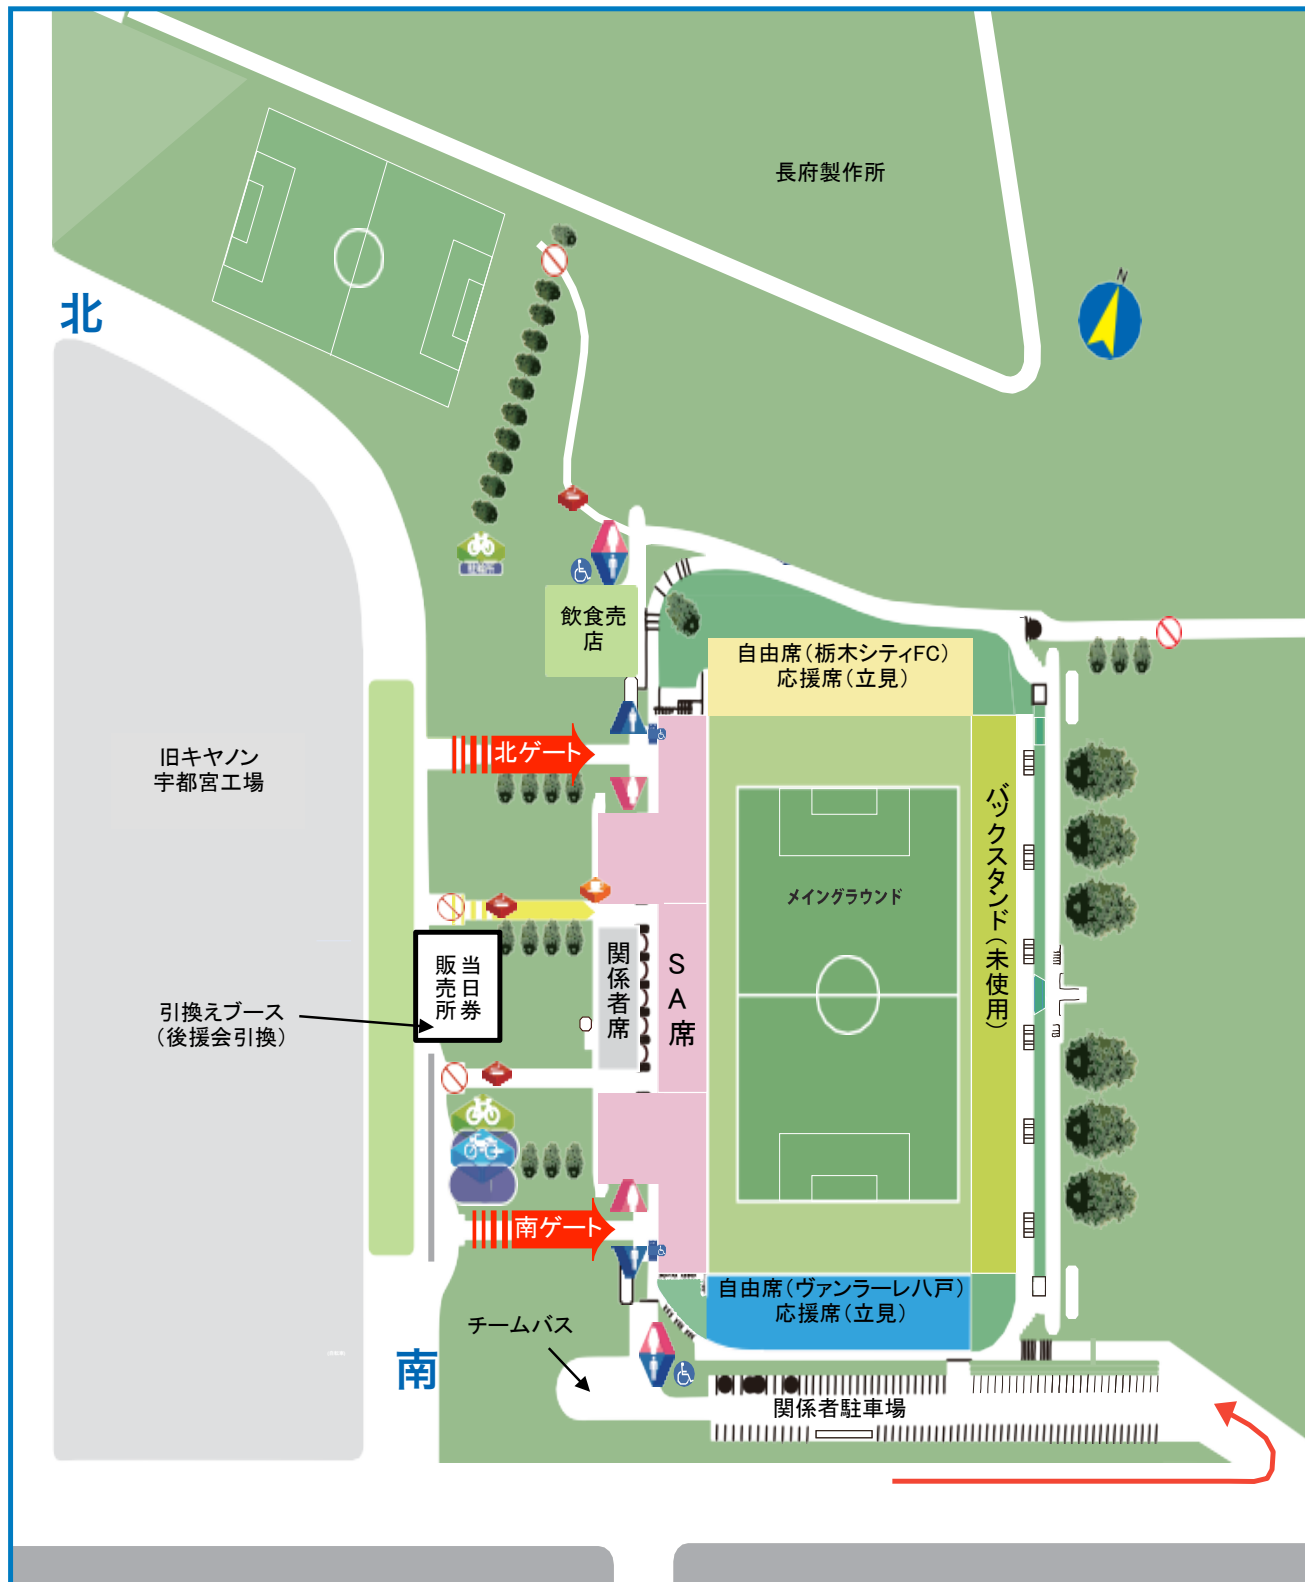 長府製作所
N
北
飲食売
店
自由席（栃木シティFC）
応援席（立見）
北ゲート
旧キヤノン
宇都宮工場
バックスタンド（未使用）
メイングラウンド
当日券
販売所
関係者席
SA席
引換えブース
（後援会引換）
南ゲート
自由席（ヴァンラーレ八戸）
応援席（立見）
チームバス
南
関係者駐車場